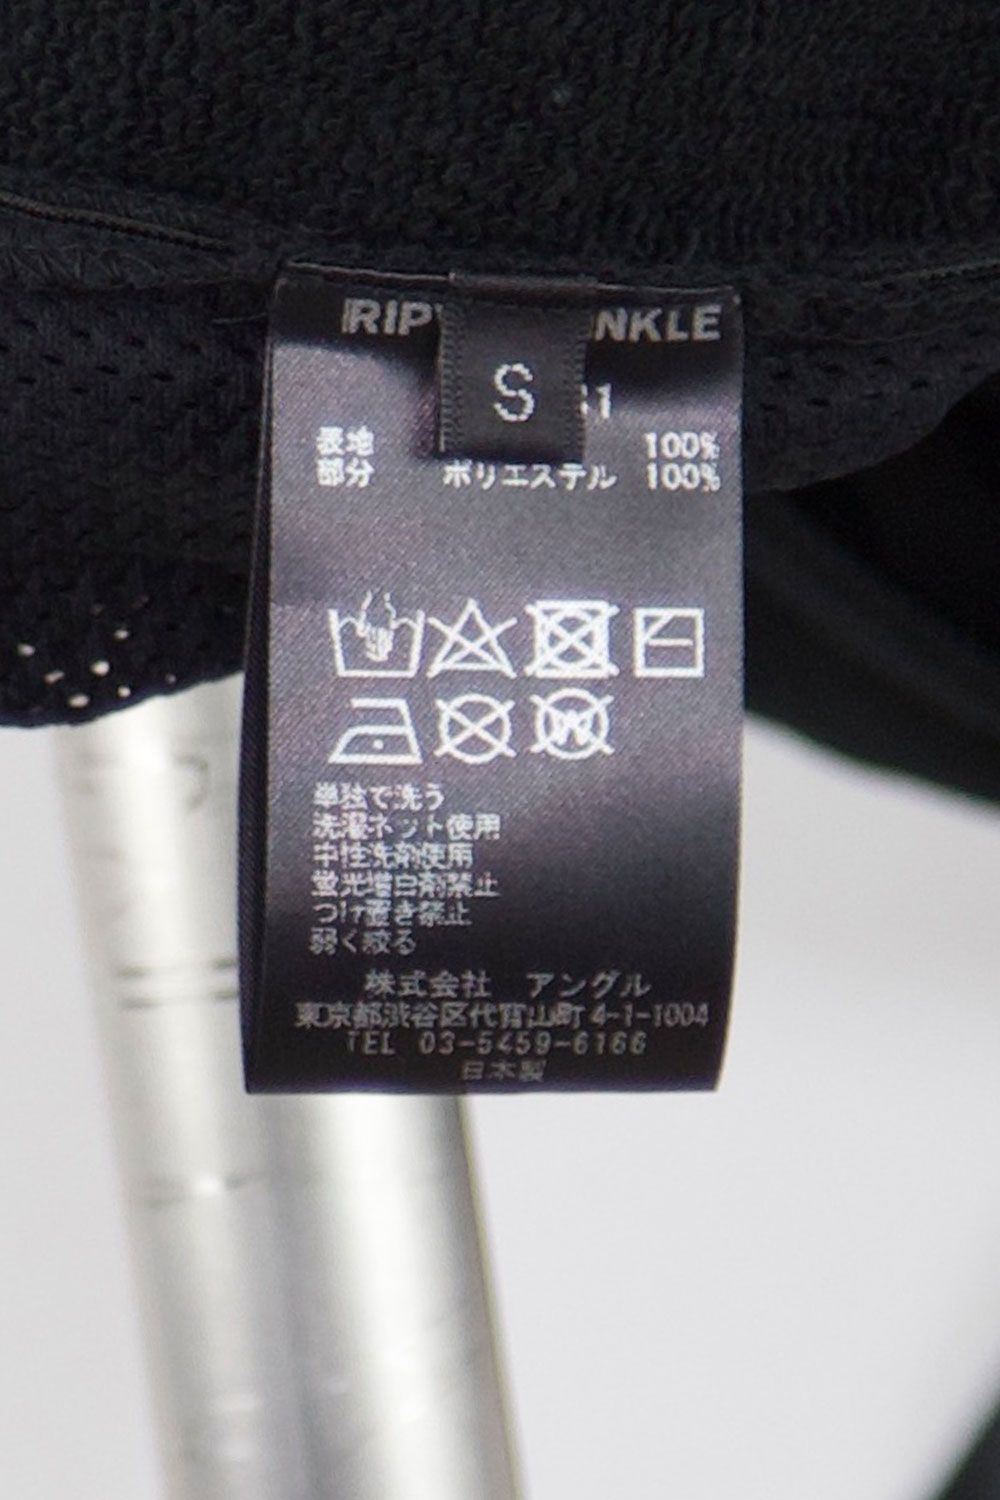 RIP NKLE
S
1
表地 100%
部分 ポリエステル 100%
W
単独で洗う
洗濯ネット使用
中性洗剤使用
蛍光増白剤禁止
つけ置き禁止
弱く絞る
株式会社 アングル
東京都渋谷区代官山町 4-1-1004
TEL 03-5459-6166
日本製